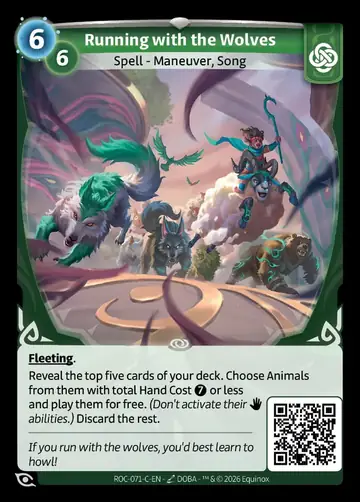 6
6
Running with the Wolves
Spell - Maneuver, Song
Fleeting.
Reveal the top five cards of your deck. Choose Animals
from them with total Hand Cost 7 or less
and play them for free. (Don't activate their
abilities.) Discard the rest.
If you run with the wolves, you'd best learn to
howl!
ROC-071-C-EN - DOBA - ™ & © 2026 Equinox